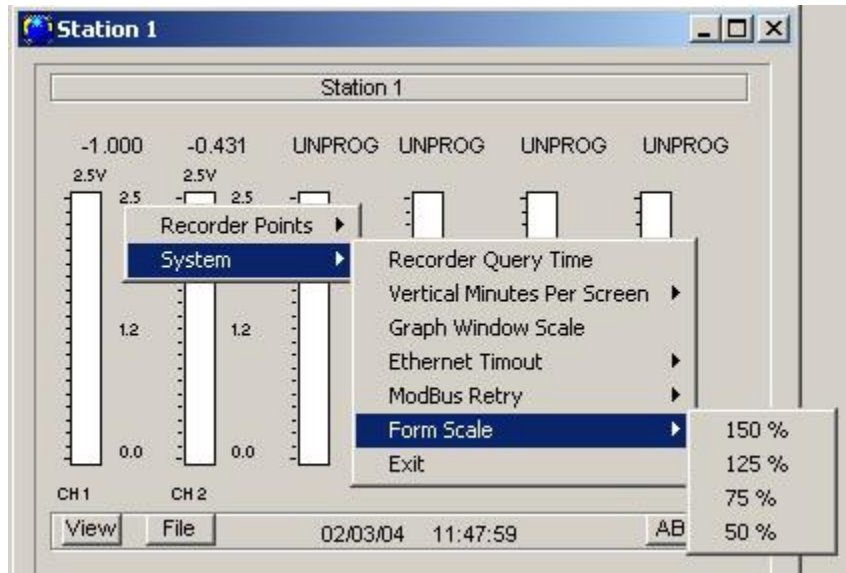 Station 1
Station 1
-1.000 -0.431 UNPROG UNPROG UNPROG UNPROG
2.5V 2.5V
2.5 2.5
Recorder Points
System
Recorder Query Time
Vertical Minutes Per Screen
Graph Window Scale
1.2 1.2
Ethernet Timout
ModBus Retry
Form Scale
150 %
125 %
75 %
50 %
Exit
0.0 0.0
CH 1 CH 2
View File 02/03/04 11:47:59 AB